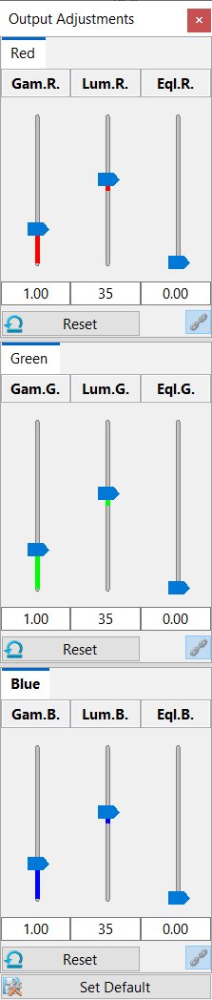 Output Adjustments
Red
Gam.R. Lum.R. Eql.R.
1.00 35 0.00
Reset
Green
Gam.G. Lum.G. Eql.G.
1.00 35 0.00
Reset
Blue
Gam.B. Lum.B. Eql.B.
1.00 35 0.00
Reset
Set Default